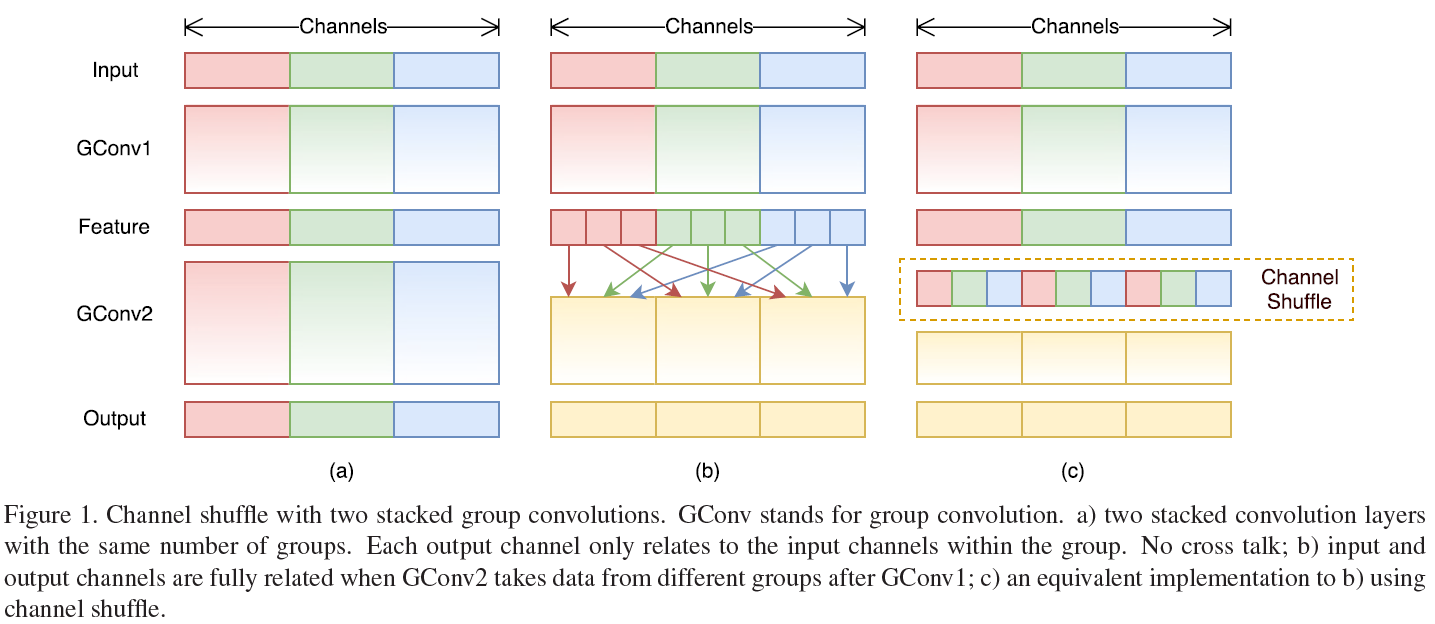 Channels Channels Channels
Input
GConv1
Feature
Channel
Shuffle
GConv2
Output
(a) (b) (c)
Figure 1. Channel shuffle with two stacked group convolutions. GConv stands for group convolution. a) two stacked convolution layers
with the same number of groups. Each output channel only relates to the input channels within the group. No cross talk; b) input and
output channels are fully related when GConv2 takes data from different groups after GConv1; c) an equivalent implementation to b) using
channel shuffle.